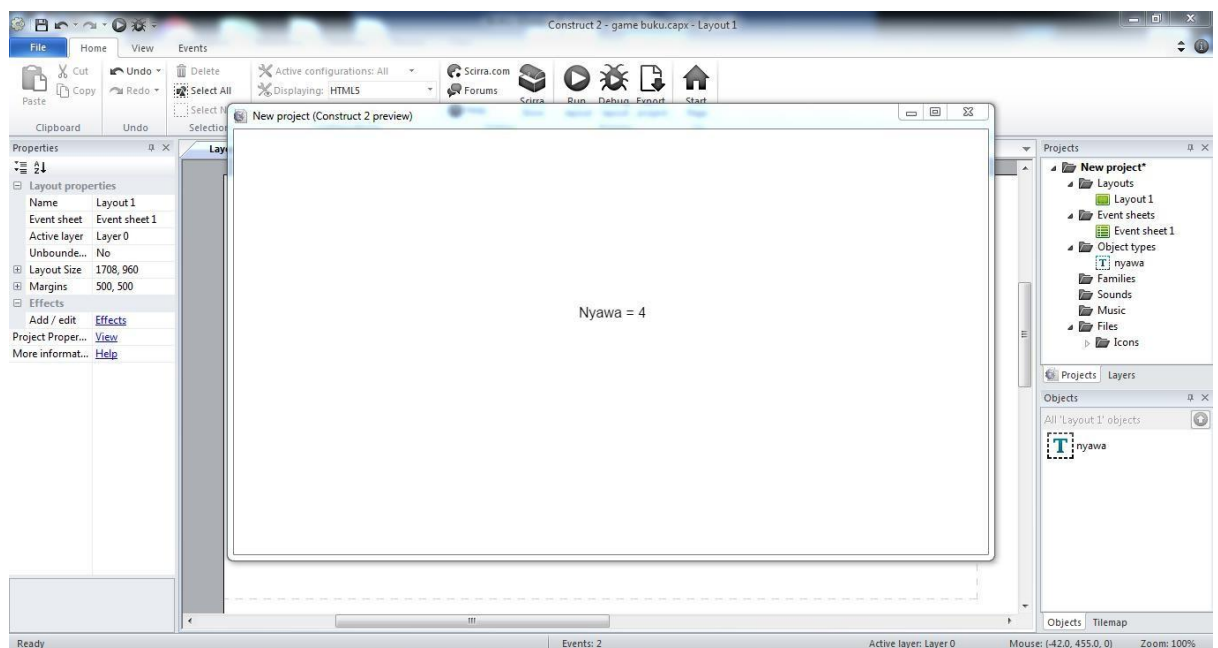 Construct 2 - game buku.capx - Layout 1
File Home View Events
Cut
Copy
Paste
Clipboard
Undo
Redo
Undo
Delete
Select All
Select N
Selection
Active configurations: All
Displaying: HTML5
Scirra.com
Forums
Scirra
Run
Debug
Export
Start
New project (Construct 2 preview)
Nyawa = 4
Properties
Layout properties
Name Layout 1
Event sheet Event sheet 1
Active layer Layer 0
Unbounde... No
Layout Size 1708, 960
Margins 500, 500
Effects
Add / edit Effects
Project Proper... View
More informat... Help
Lay
Projects
New project*
Layouts
Layout 1
Event sheets
Event sheet 1
Object types
T nyawa
Families
Sounds
Music
Files
Icons
Projects Layers
Objects
All 'Layout 1' objects
T nyawa
Objects Tilemap
Ready
Events: 2
Active layer: Layer 0
Mouse: (-42.0, 455.0, 0)
Zoom: 100%